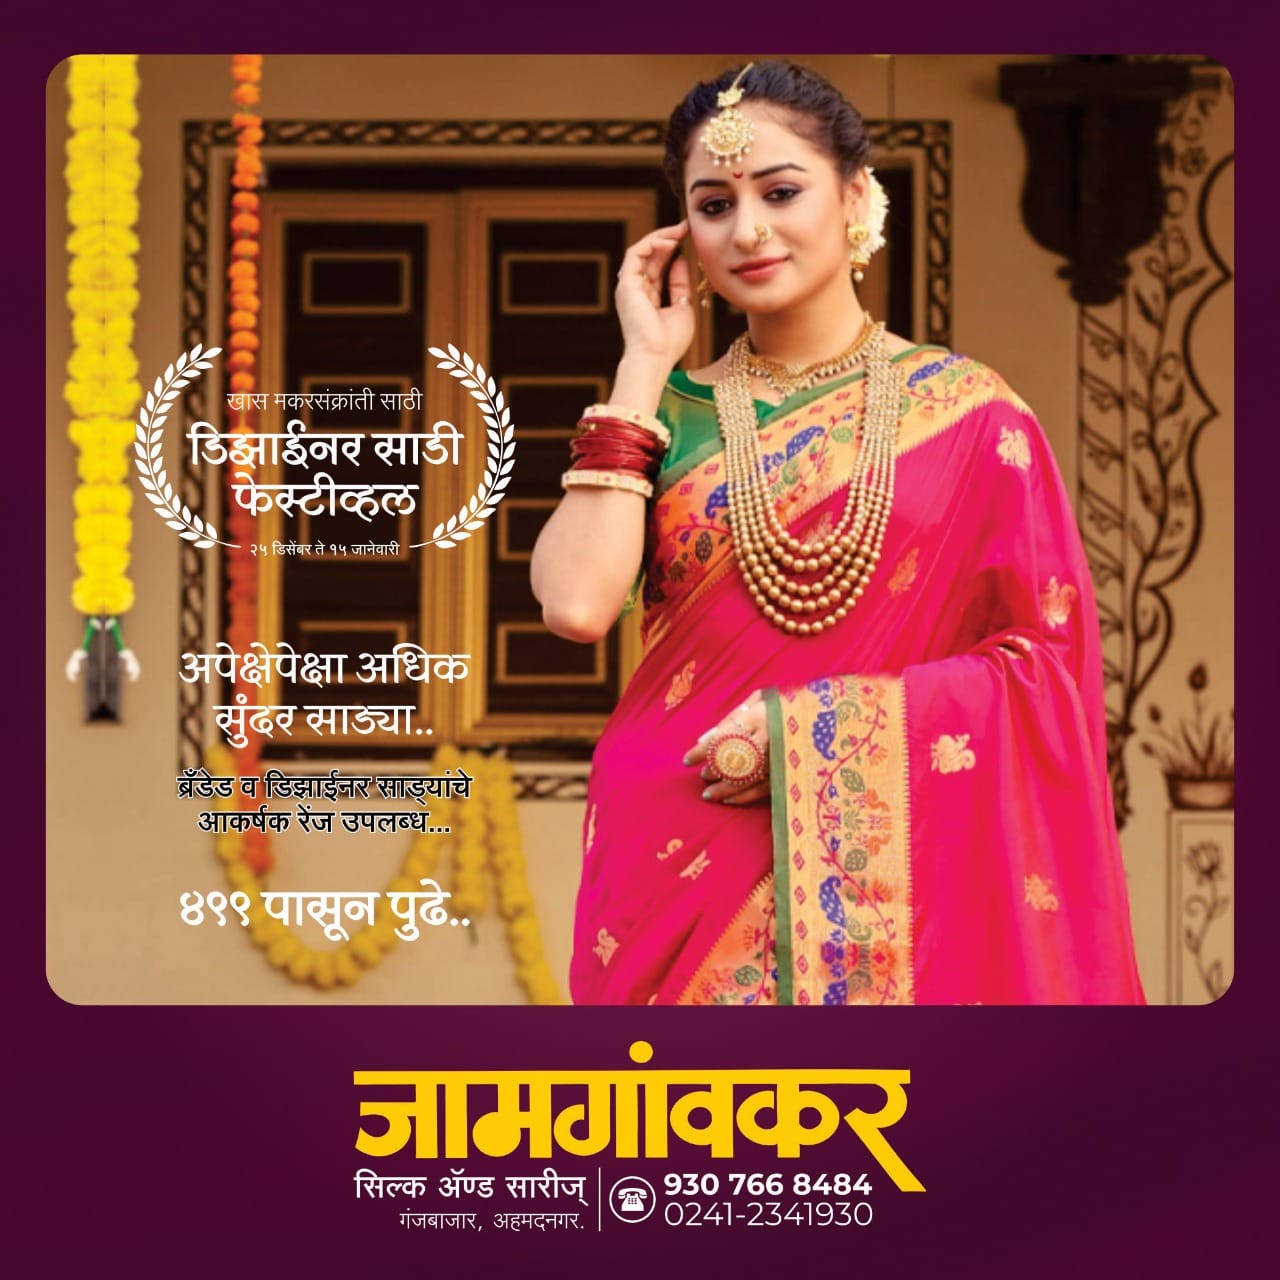 खास मकरसंक्रांती साठी
डिझाईनर साडी
फेस्टीव्हल
२५ डिसेंबर ते १५ जानेवारी
अपेक्षेपेक्षा अधिक
सुंदर साड्या..
ब्रँडेड व डिझाईनर साड्यांचे
आकर्षक रेंज उपलब्ध...
४९९ पासून पुढे..
जामगांवकर
सिल्क ॲण्ड सारीज्
गंजबाजार, अहमदनगर.
930 766 8484
0241-2341930